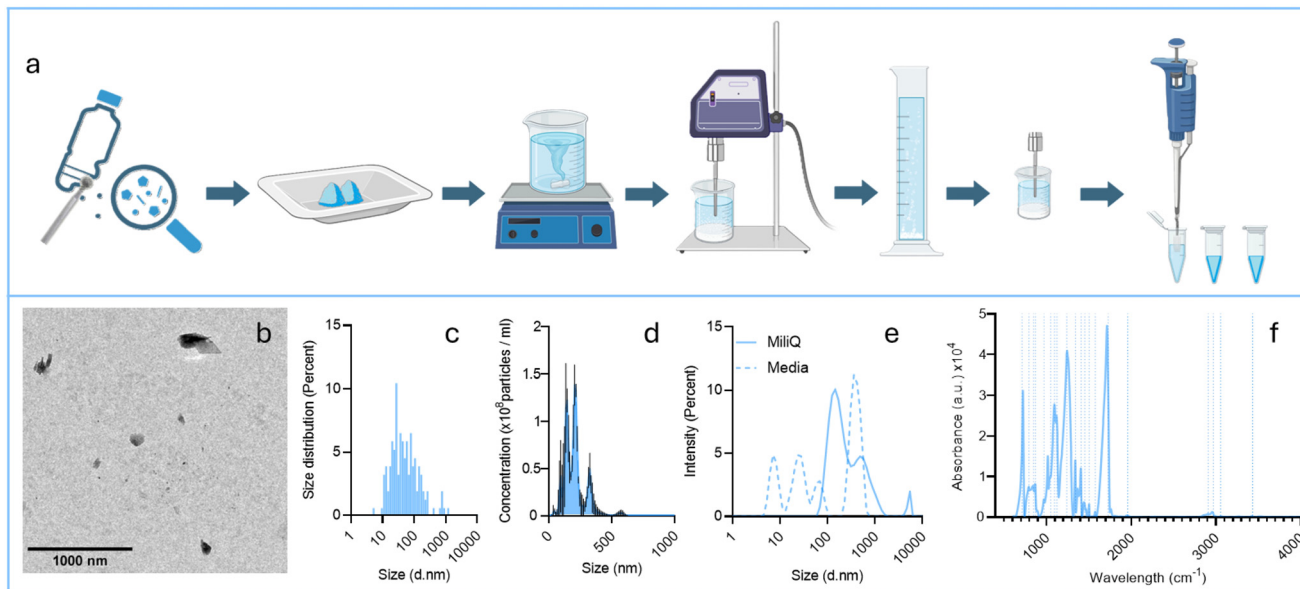 a
b
1000 nm
c
Size distribution (Percent)
15
10
5
0
1
10
100
1000
10000
Size (d.nm)
d
Concentration (x10⁸particles / ml)
2
1.5
1
0.5
0
0
500
1000
Size (nm)
e
MiliQ
Media
Intensity (Percent)
15
10
5
0
1
10
100
1000
10000
Size (d.nm)
f
Absorbance (a.u.) x10⁴
5
4
3
2
1
0
1000
2000
3000
4000
Wavelength (cm⁻¹)